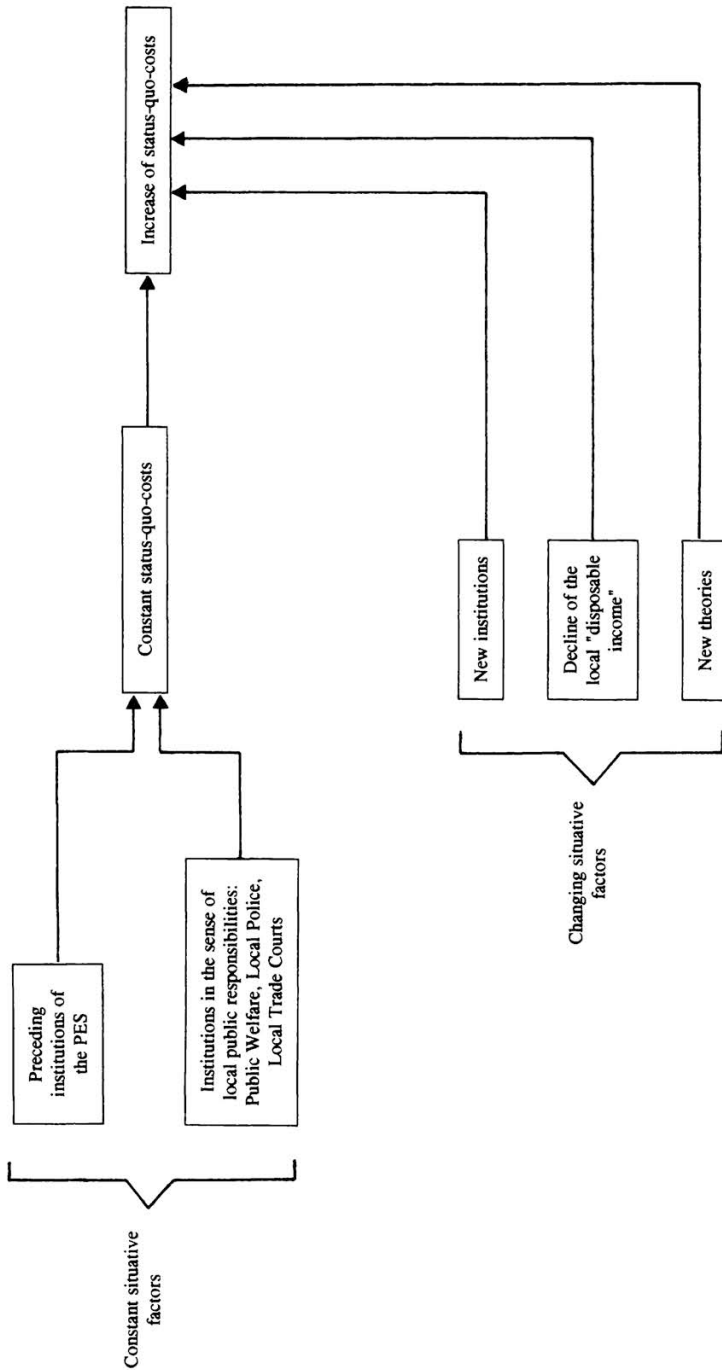 Constant situative
factors
Preceding
institutions of
the PES
Institutions in the sense of
local public responsibilities:
Public Welfare, Local Police,
Local Trade Courts
Constant status-quo-costs
Increase of status-quo-costs
Changing situative
factors
New institutions
Decline of the
local "disposable
income"
New theories